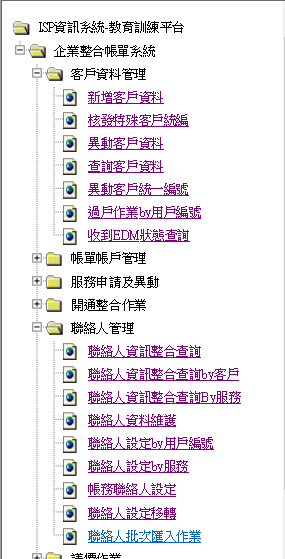 ISP資訊系統-教育訓練平台
企業整合帳單系統
客戶資料管理
新增客戶資料
核發特殊客戶統編
異動客戶資料
查詢客戶資料
異動客戶統一編號
過戶作業by用戶編號
收到EDM狀態查詢
帳單帳戶管理
服務申請及異動
開通整合作業
聯絡人管理
聯絡人資訊整合查詢
聯絡人資訊整合查詢by客戶
聯絡人資訊整合查詢By服務
聯絡人資料維護
聯絡人設定by用戶編號
聯絡人設定by服務
帳務聯絡人設定
聯絡人設定移轉
聯絡人批次匯入作業
議價作業